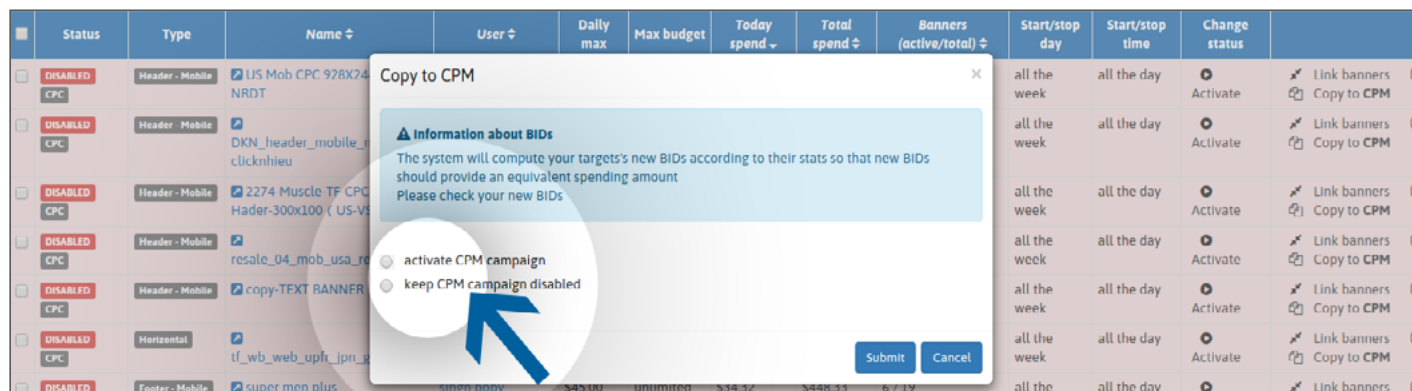 Status Type Name User Daily max Max budget Today spend Total spend Banners (active/total) Start/stop day Start/stop time Change status
DISABLED CPC Header - Mobile US Mob CPC 928X24 NRDT all the week all the day Activate Link banners Copy to CPM
DISABLED CPC Header - Mobile DKN_header_mobile_ clicknhieu all the week all the day Activate Link banners Copy to CPM
DISABLED CPC Header - Mobile 2274 Muscle-TF CPC Hader-300x100 ( US-VS all the week all the day Activate Link banners Copy to CPM
DISABLED CPC Header - Mobile resale_04_mob_usa_r all the week all the day Activate Link banners Copy to CPM
DISABLED CPC Header - Mobile copy-TEXT BANNER all the week all the day Activate Link banners Copy to CPM
DISABLED CPC Horizontal tf_wb_web_upfr_jpn_g all the week all the day Activate Link banners Copy to CPM
DISABLED Footer - Mobile super men plus singh boby $45.00 unlimited $34.32 $448.33 6 / 19 all the all the day Link banners
Copy to CPM
Information about BIDs
The system will compute your targets's new BIDs according to their stats so that new BIDs
should provide an equivalent spending amount
Please check your new BIDs
activate CPM campaign
keep CPM campaign disabled
Submit Cancel